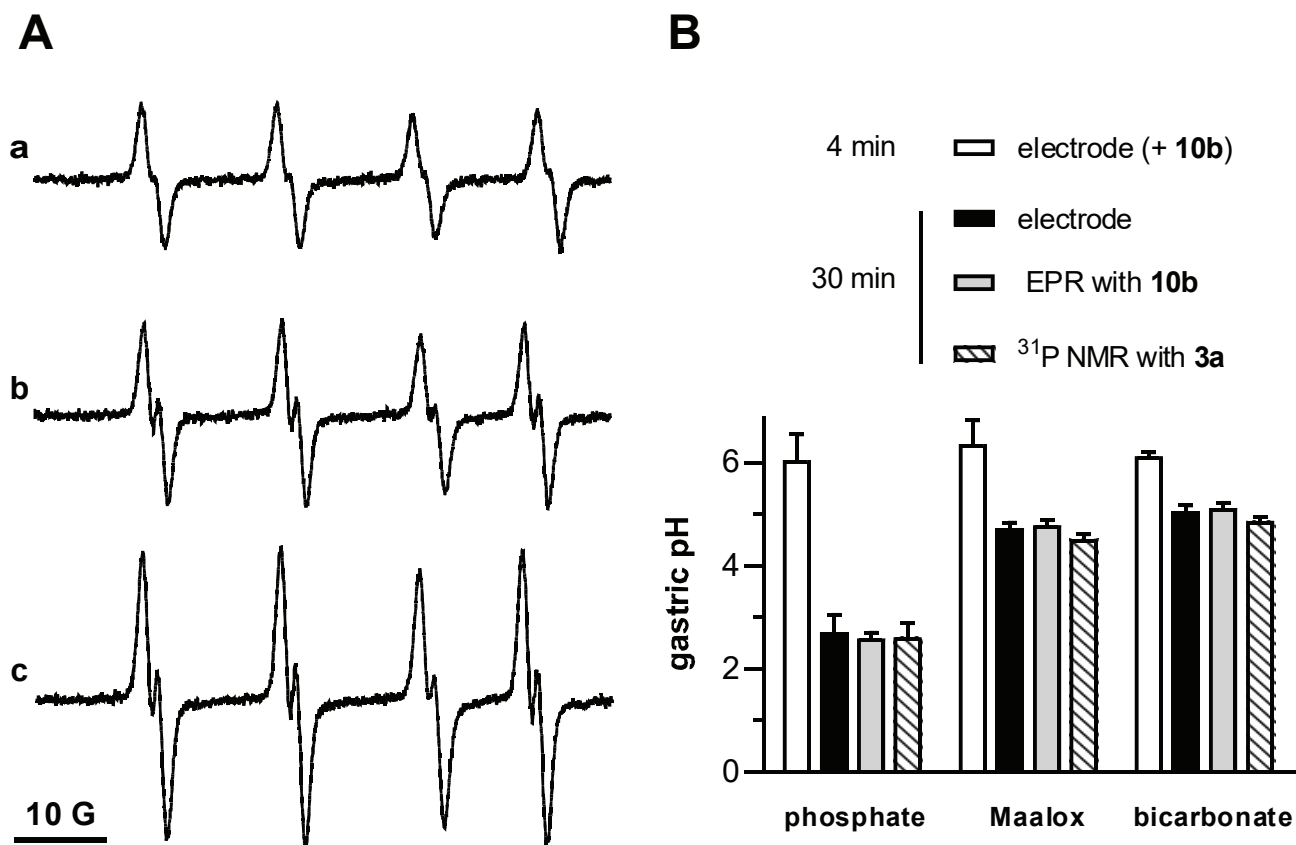 A
a
b
c
10 G
B
4 min
electrode (+ 10b)
electrode
30 min
EPR with 10b
31P NMR with 3a
gastric pH
6
4
2
0
phosphate Maalox bicarbonate